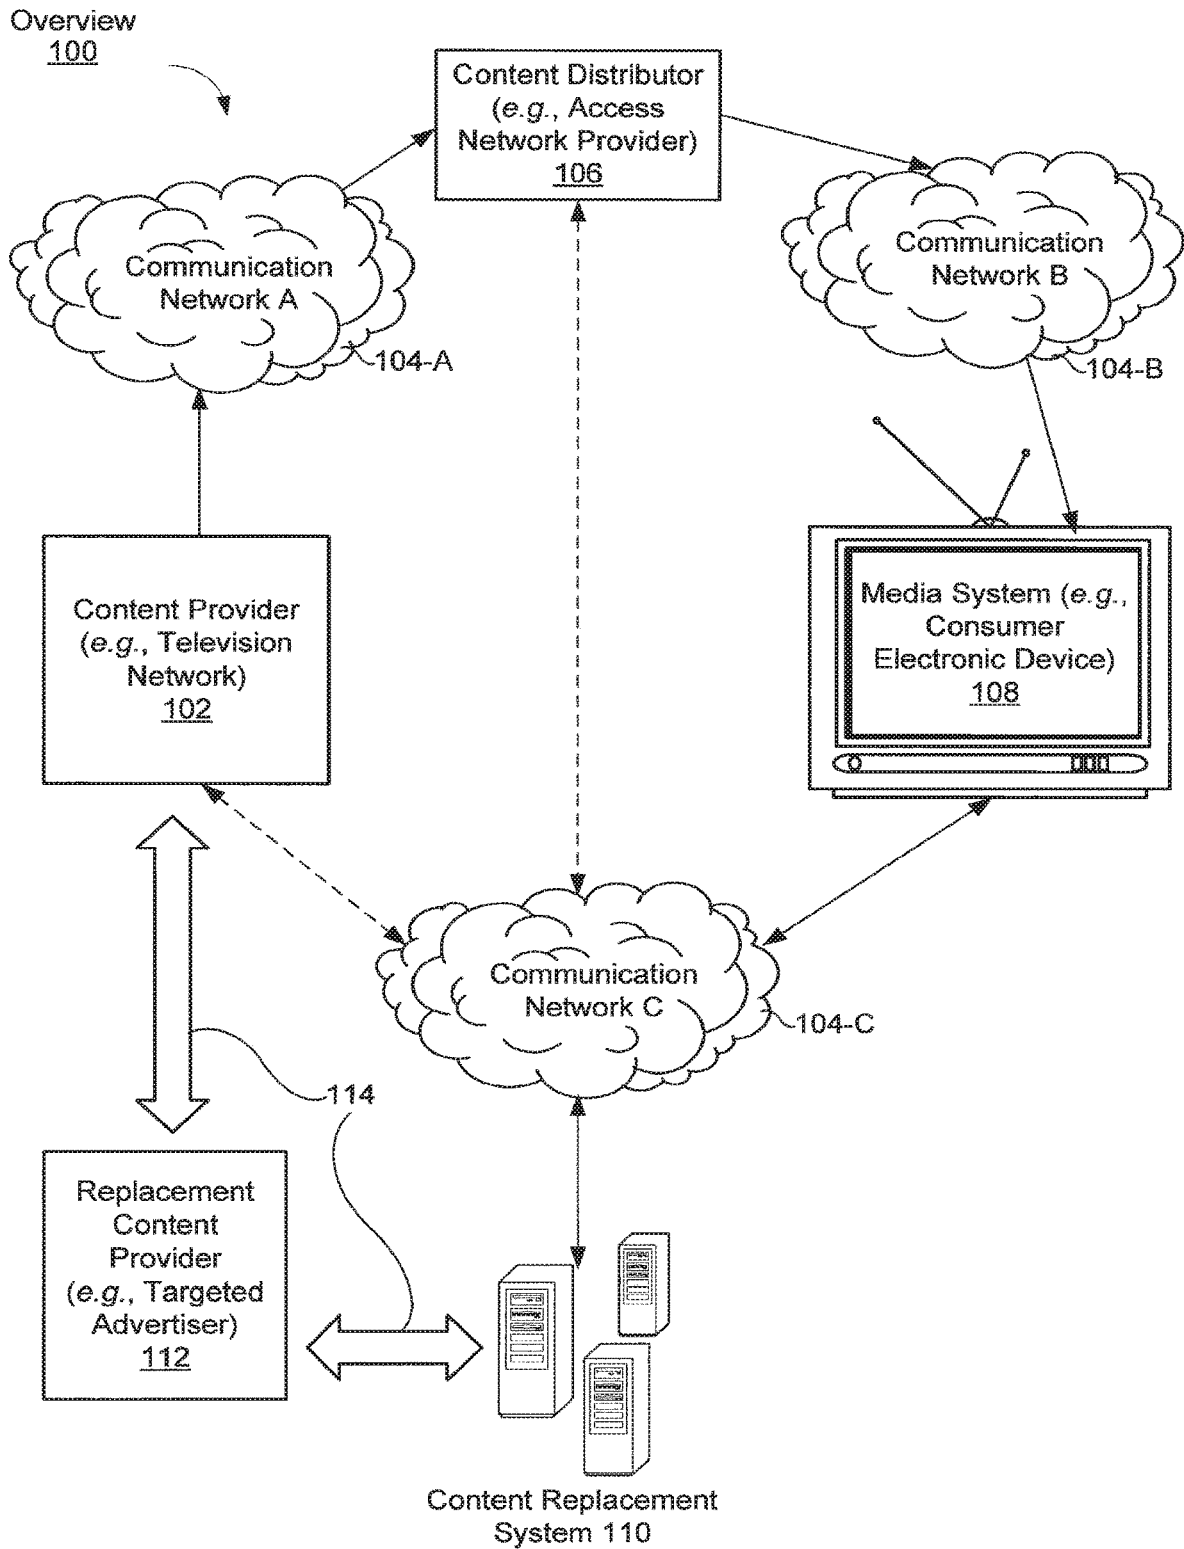 Overview
100
Content Distributor
(e.g., Access
Network Provider)
106
Communication
Network A
104-A
Communication
Network B
104-B
Content Provider
(e.g., Television
Network)
102
Media System (e.g.,
Consumer
Electronic Device)
108
Communication
Network C
104-C
114
Replacement
Content
Provider
(e.g., Targeted
Advertiser)
112
Content Replacement
System 110